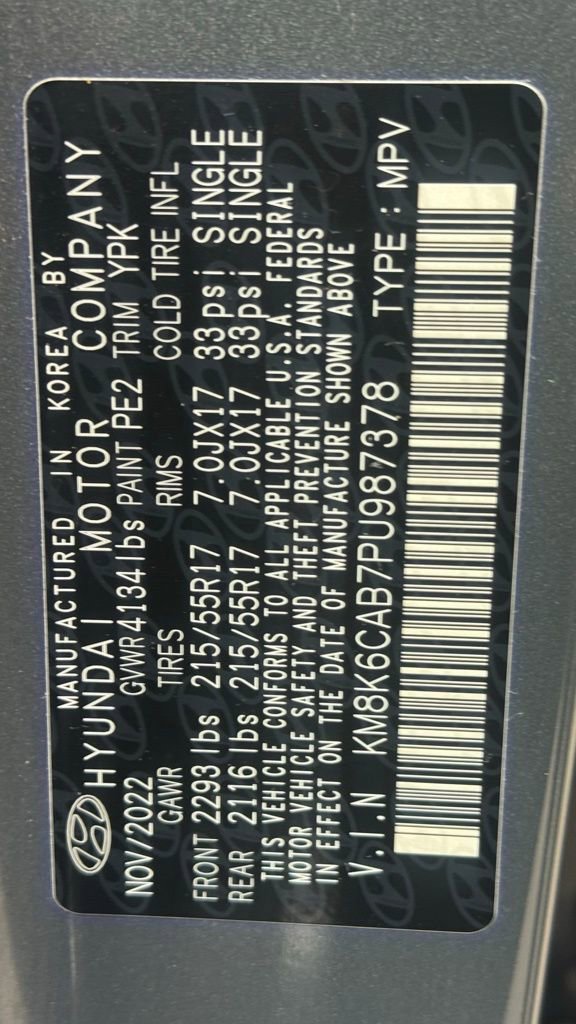 MANUFACTURED IN KOREA BY
HYUNDAI MOTOR COMPANY
NOV/2022 GVWR 4134 lbs PAINT PE2 TRIM YPK
GAWR TIRES RIMS COLD TIRE INFL
FRONT 2293 lbs 215/55R17 7.0JX17 33 psi SINGLE
REAR 2116 lbs 215/55R17 7.0JX17 33 psi SINGLE
THIS VEHICLE CONFORMS TO ALL APPLICABLE U.S.A. FEDERAL
MOTOR VEHICLE SAFETY AND THEFT PREVENTION STANDARDS
IN EFFECT ON THE DATE OF MANUFACTURE SHOWN ABOVE
V.I.N KM8K6CAB7PU987378 TYPE : MPV